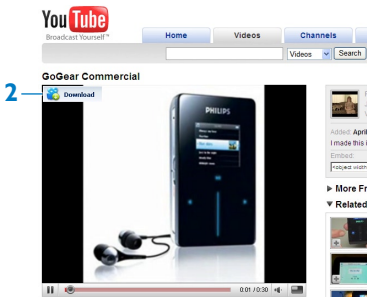 YouTube
Broadcast Yourself™
Home
Videos
Channels
Videos
Search
GoGear Commercial
2
Download
PHILIPS
Added: April
I made this
Embed:
<object width
0:01 / 0:30
More Fr
Related